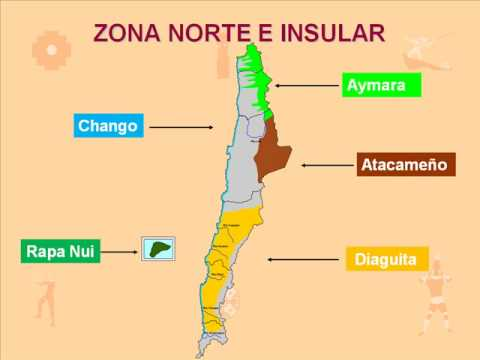 ZONA NORTE E INSULAR
Aymara
Chango
Atacameño
Rapa Nui
Diaguita